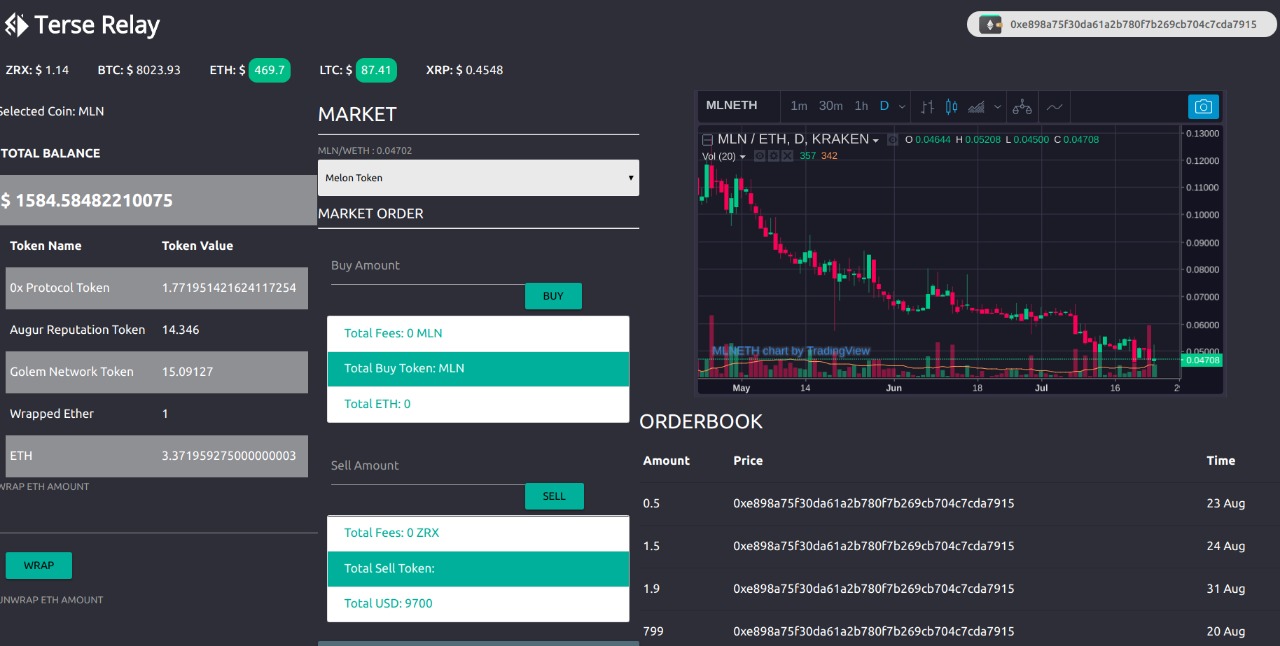 Terse Relay
0xe898a75f30da61a2b780f7b269cb704c7cda7915
ZRX: $ 1.14 BTC: $ 8023.93 ETH: $ 469.7 LTC: $ 87.41 XRP: $ 0.4548
Selected Coin: MLN
TOTAL BALANCE
$ 1584.58482210075
Token Name Token Value
0x Protocol Token 1.771951421624117254
Augur Reputation Token 14.346
Golem Network Token 15.09127
Wrapped Ether 1
ETH 3.371959275000000003
WRAP ETH AMOUNT
WRAP
UNWRAP ETH AMOUNT
MARKET
MLN/WETH : 0.04702
Melon Token
MARKET ORDER
Buy Amount
BUY
Total Fees: 0 MLN
Total Buy Token: MLN
Total ETH: 0
Sell Amount
SELL
Total Fees: 0 ZRX
Total Sell Token:
Total USD: 9700
MLNETH 1m 30m 1h D
MLN / ETH, D, KRAKEN O 0.04644 H 0.05208 L 0.04500 C 0.04708
Vol (20) 357 342
0.13000
0.12000
0.11000
0.10000
0.09000
0.08000
0.07000
0.06000
0.05000
0.04708
MLNETH chart by TradingView
May 14 Jun 18 Jul 16
ORDERBOOK
Amount Price Time
0.5 0xe898a75f30da61a2b780f7b269cb704c7cda7915 23 Aug
1.5 0xe898a75f30da61a2b780f7b269cb704c7cda7915 24 Aug
1.9 0xe898a75f30da61a2b780f7b269cb704c7cda7915 31 Aug
799 0xe898a75f30da61a2b780f7b269cb704c7cda7915 20 Aug